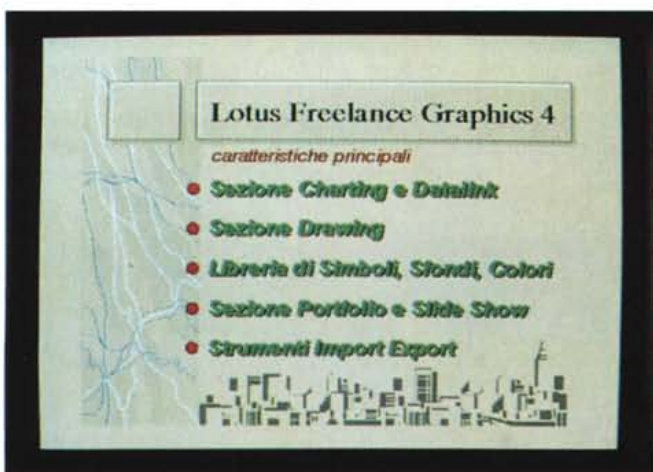 Lotus Freelance Graphics 4
caratteristiche principali
Sezione Charting e Datalink
Sezione Drawing
Libreria di Simboli, Sfondi, Colori
Sezione Portfolio e Slide Show
Strumenti Import Export